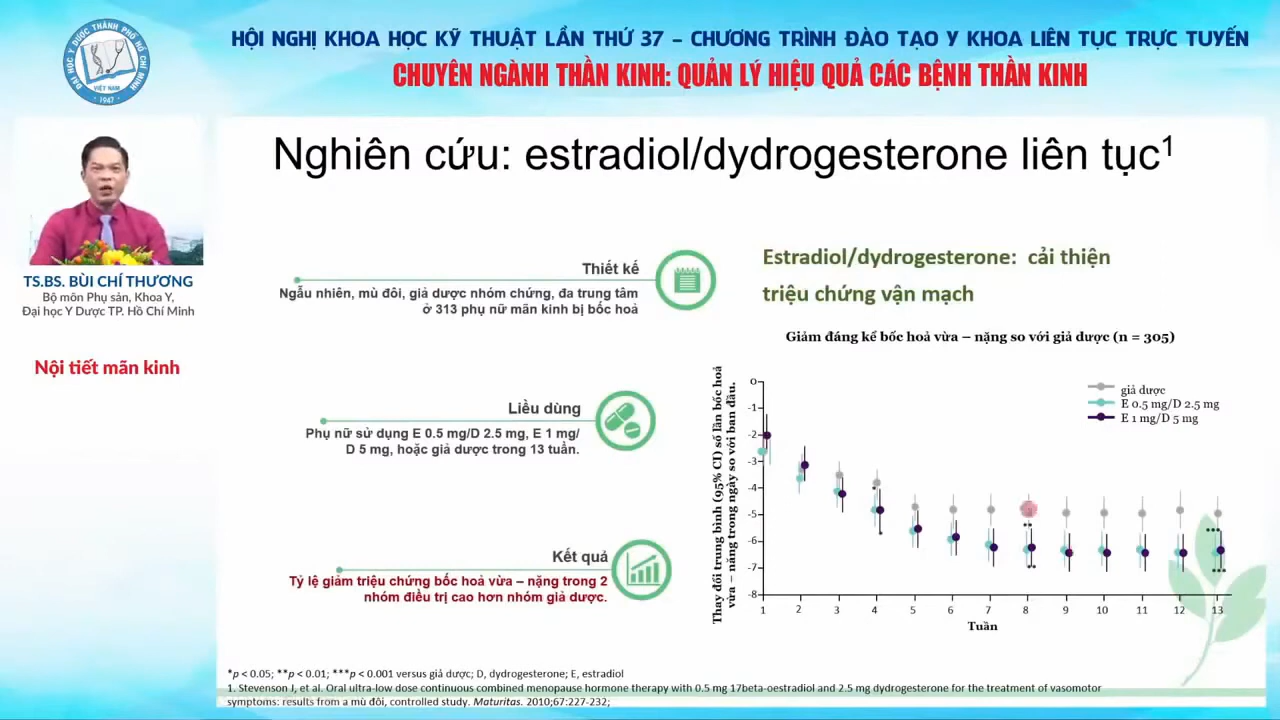 ĐẠI HỌC Y DƯỢC THÀNH PHỐ HỒ CHÍ MINH
VIỆT NAM
1947
HỘI NGHỊ KHOA HỌC KỸ THUẬT LẦN THỨ 37 – CHƯƠNG TRÌNH ĐÀO TẠO Y KHOA LIÊN TỤC TRỰC TUYẾN
CHUYÊN NGÀNH THẦN KINH: QUẢN LÝ HIỆU QUẢ CÁC BỆNH THẦN KINH
TS.BS. BÙI CHÍ THƯƠNG
Bộ môn Phụ sản, Khoa Y,
Đại học Y Dược TP. Hồ Chí Minh
Nội tiết mãn kinh
Nghiên cứu: estradiol/dydrogesterone liên tục1
Thiết kế
Ngẫu nhiên, mù đôi, giả dược nhóm chứng, đa trung tâm
ở 313 phụ nữ mãn kinh bị bốc hoả
Liều dùng
Phụ nữ sử dụng E 0.5 mg/D 2.5 mg, E 1 mg/
D 5 mg, hoặc giả dược trong 13 tuần.
Kết quả
Tỷ lệ giảm triệu chứng bốc hoả vừa – nặng trong 2
nhóm điều trị cao hơn nhóm giả dược.
Estradiol/dydrogesterone: cải thiện
triệu chứng vận mạch
Giảm đáng kể bốc hoả vừa – nặng so với giả dược (n = 305)
Thay đổi trung bình (95% CI) số lần bốc hoả
vừa – nặng trong ngày so với ban đầu.
0
-1
-2
-3
-4
-5
-6
-7
-8
giả dược
E 0.5 mg/D 2.5 mg
E 1 mg/D 5 mg
*
*
**
**
***
***
1 2 3 4 5 6 7 8 9 10 11 12 13
Tuần
*p < 0.05; **p < 0.01; ***p < 0.001 versus giả dược; D, dydrogesterone; E, estradiol
1. Stevenson J, et al. Oral ultra-low dose continuous combined menopause hormone therapy with 0.5 mg 17beta-oestradiol and 2.5 mg dydrogesterone for the treatment of vasomotor
symptoms: results from a mù đôi, controlled study. Maturitas. 2010;67:227-232;